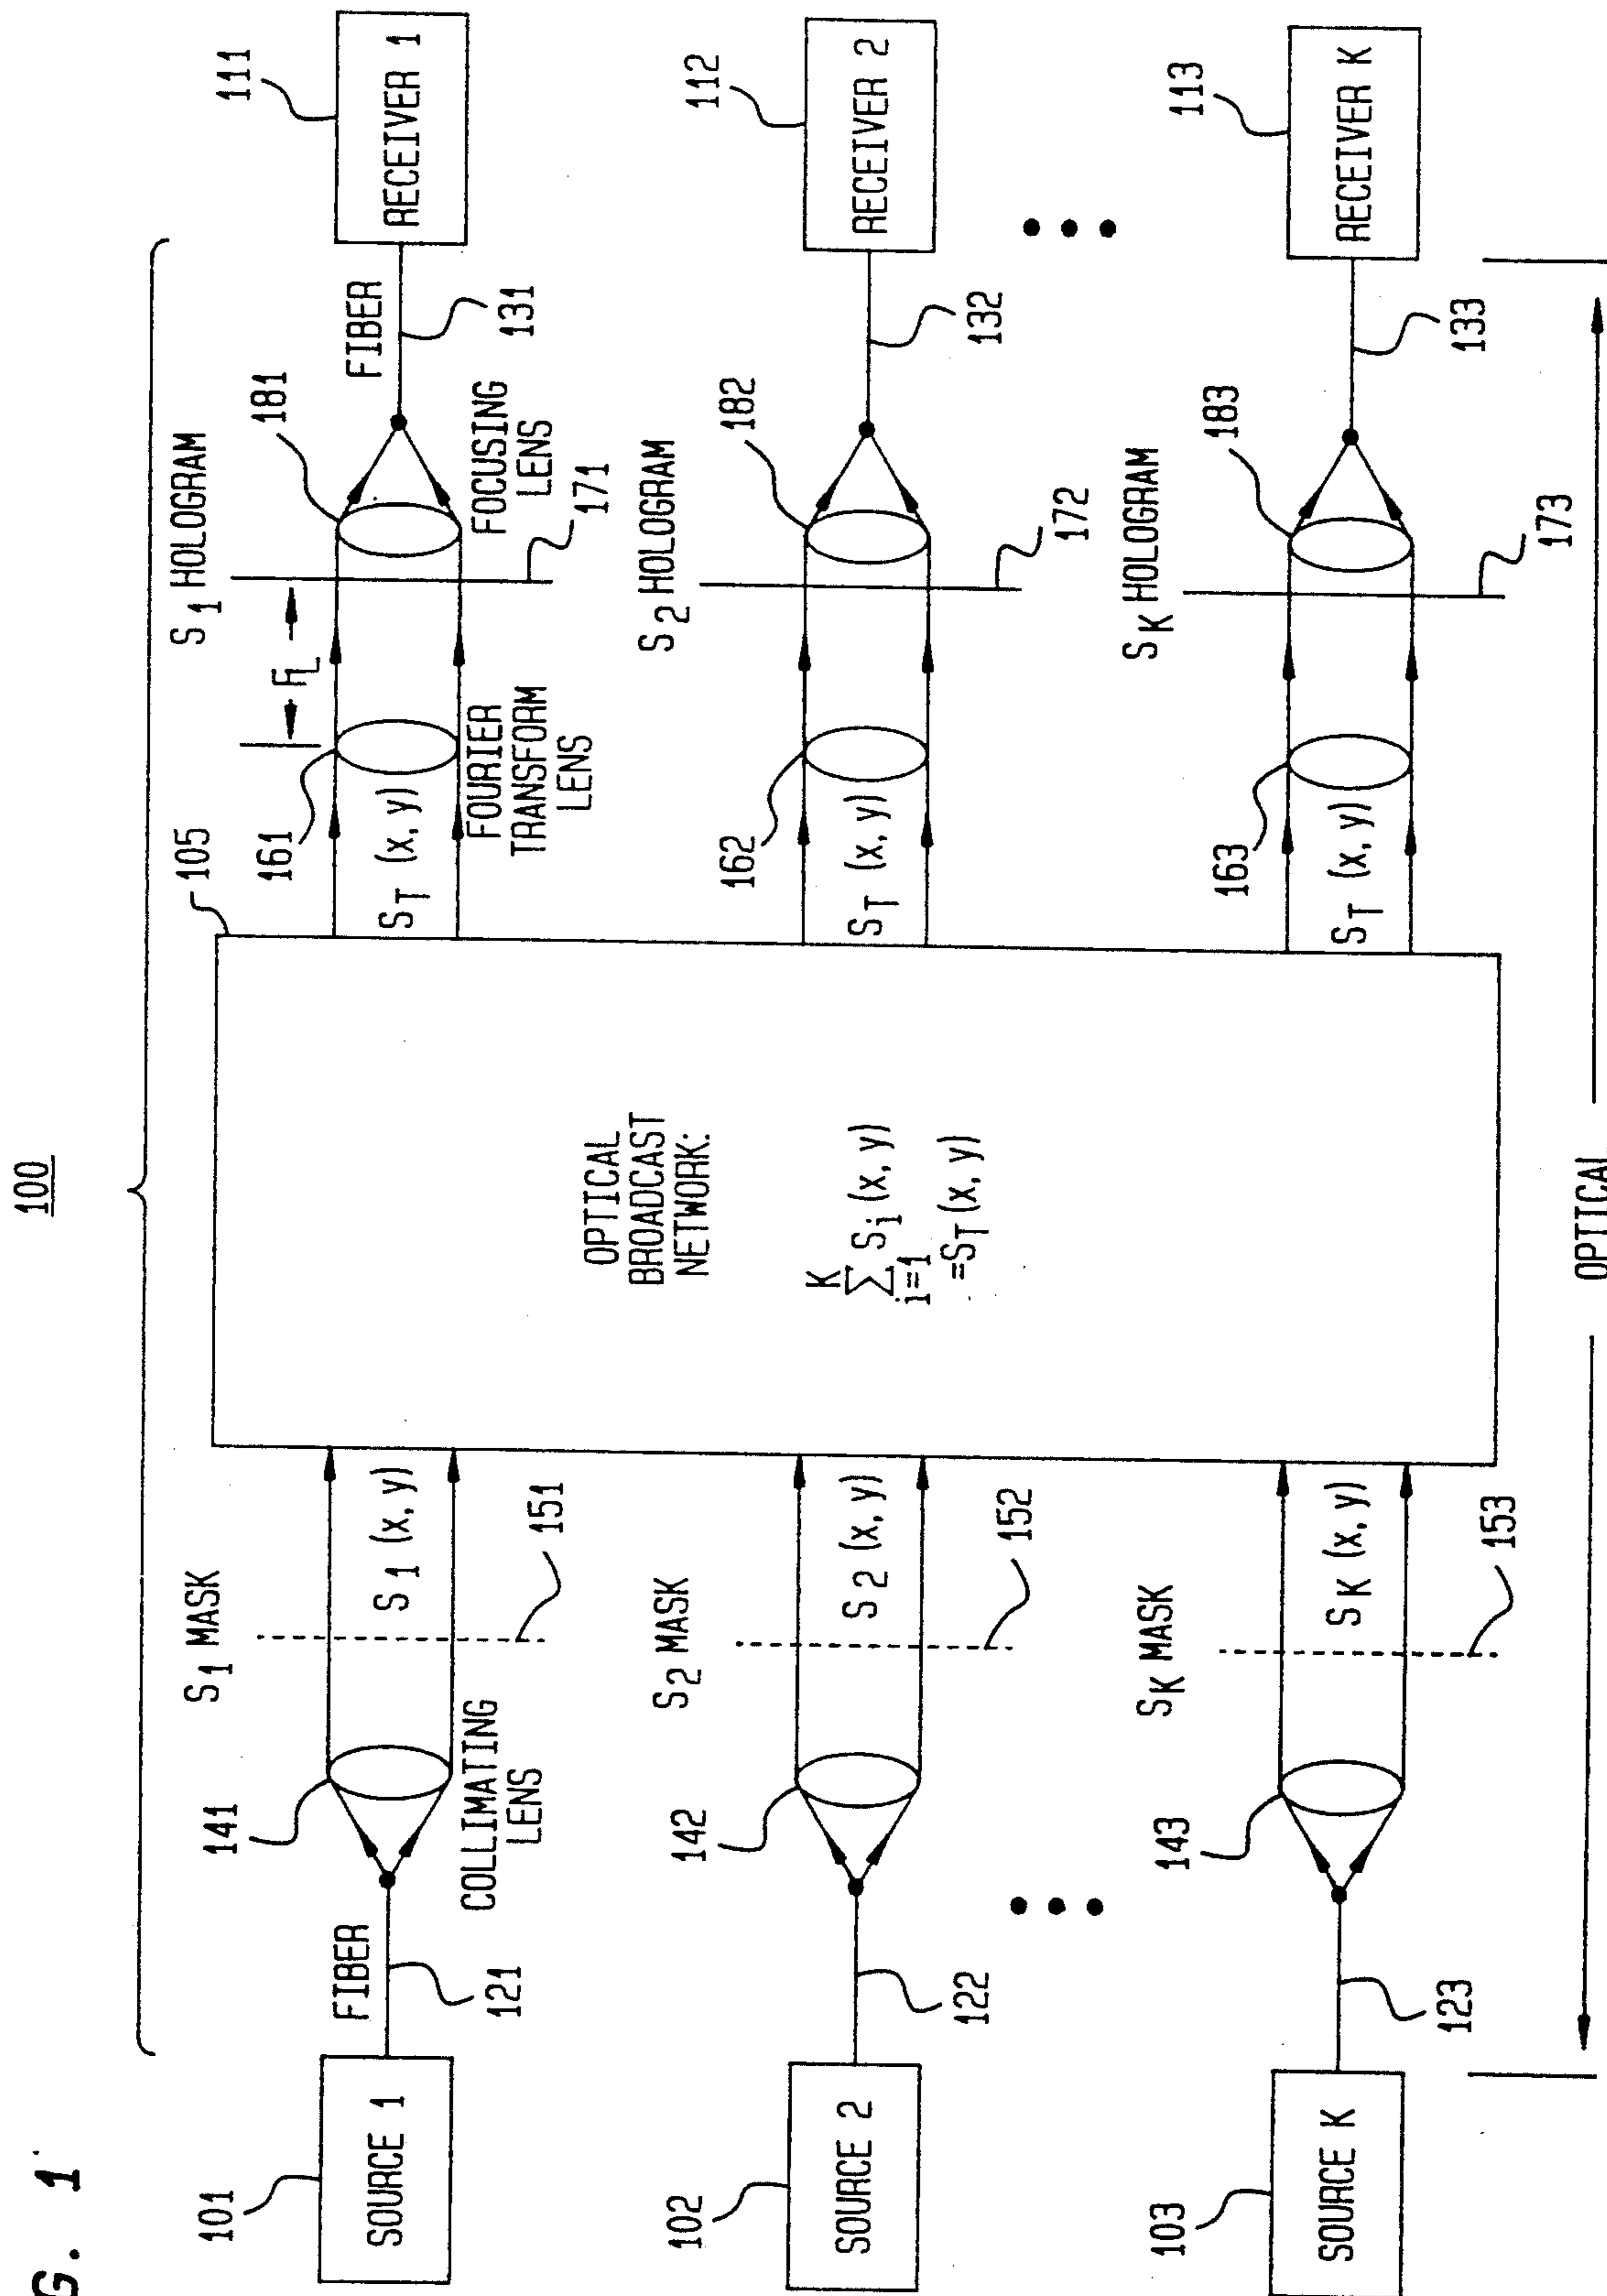 G. 1
100
101
SOURCE 1
FIBER
121
141
COLLIMATING
LENS
S1 MASK
S1 (x, y)
151
102
SOURCE 2
122
142
S2 MASK
S2 (x, y)
152
103
SOURCE K
123
143
SK MASK
SK (x, y)
153
105
OPTICAL
BROADCAST
NETWORK:
K
∑ Si (x, y)
i=1
=ST (x, y)
ST (x, y)
161
FOURIER
TRANSFORM
LENS
FL
S1 HOLOGRAM
171
181
FOCUSING
LENS
FIBER
131
111
RECEIVER 1
ST (x, y)
162
S2 HOLOGRAM
172
182
132
112
RECEIVER 2
ST (x, y)
163
SK HOLOGRAM
173
183
133
113
RECEIVER K
OPTICAL